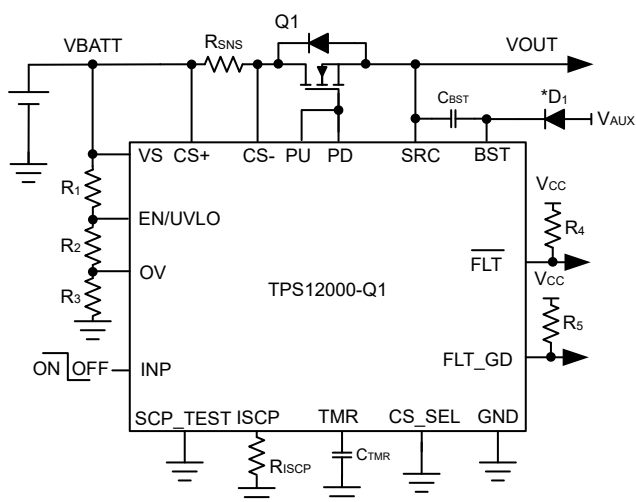 Q1
VBATT
RSNS
VOUT
CBST
*D1
VAUX
VS
CS+
CS-
PU
PD
SRC
BST
R1
EN/UVLO
R2
OV
R3
VCC
R4
FLT
TPS12000-Q1
VCC
R5
FLT_GD
ON
OFF
INP
SCP_TEST
ISCP
TMR
CS_SEL
GND
RISCP
CTMR